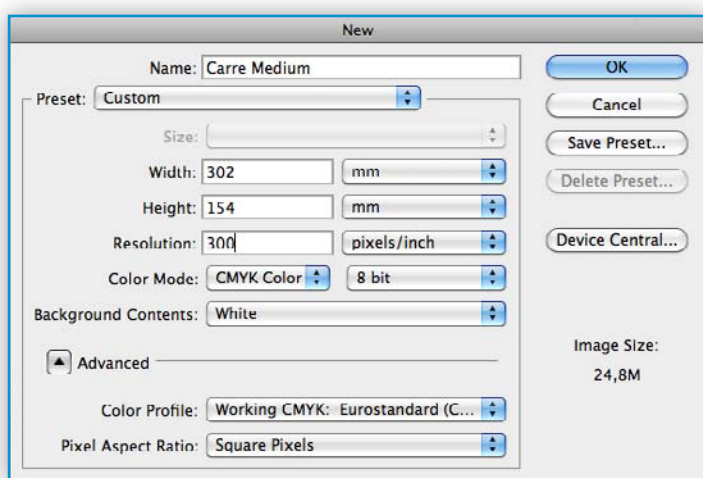 New
Name: Carre Medium
OK
Preset: Custom
Cancel
Size:
Save Preset...
Width: 302 mm
Delete Preset...
Height: 154 mm
Resolution: 300 pixels/inch
Device Central...
Color Mode: CMYK Color 8 bit
Background Contents: White
Image Size:
24,8M
Advanced
Color Profile: Working CMYK: Eurostandard (C...
Pixel Aspect Ratio: Square Pixels